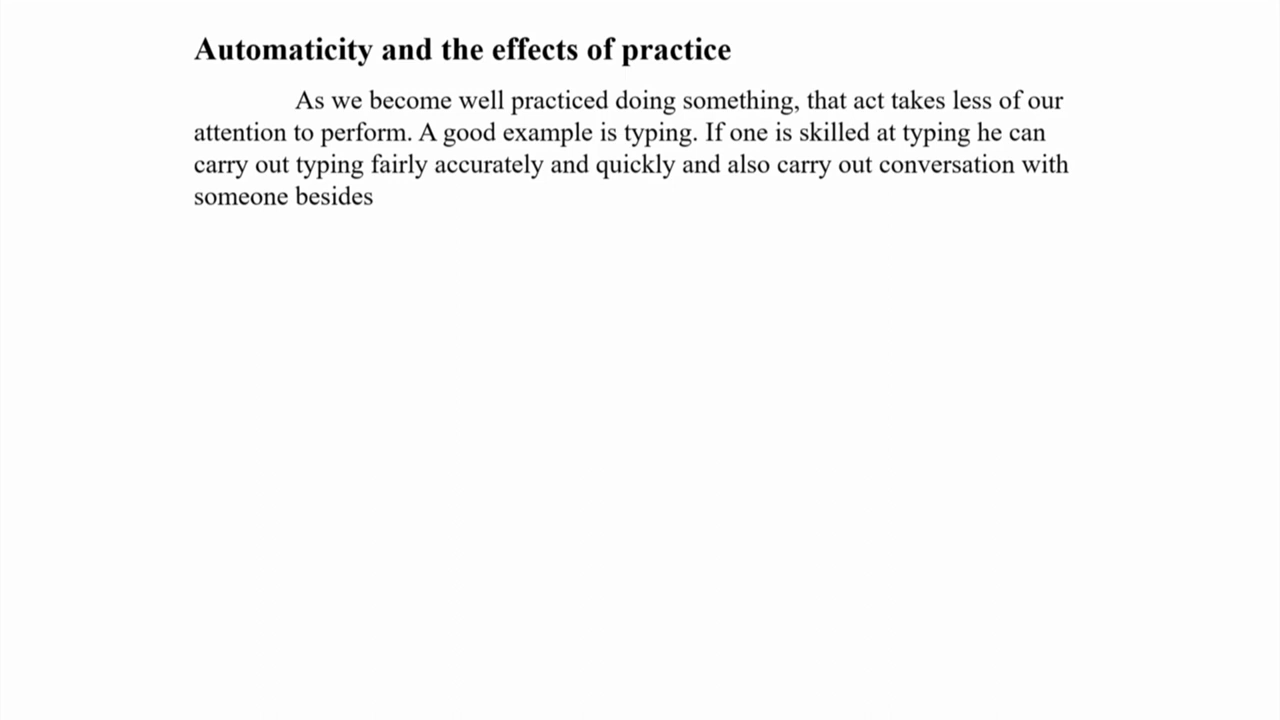 Automaticity and the effects of practice
As we become well practiced doing something, that act takes less of our
attention to perform. A good example is typing. If one is skilled at typing he can
carry out typing fairly accurately and quickly and also carry out conversation with
someone besides